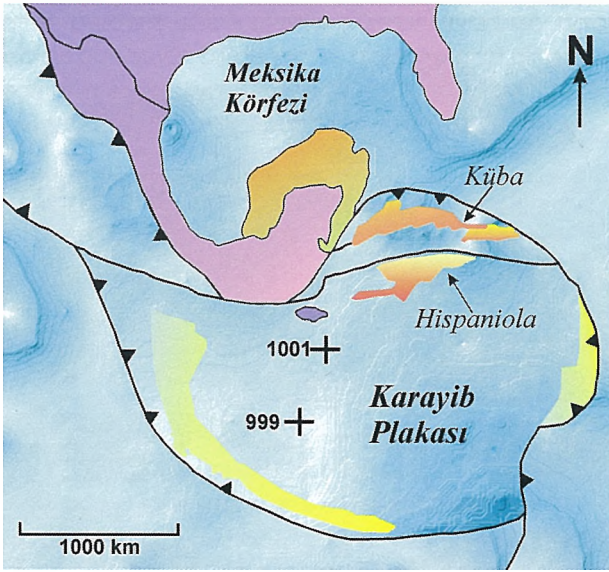 Meksika
Körfezi
N
Küba
Hispaniola
1001
999
Karayib
Plakası
1000 km